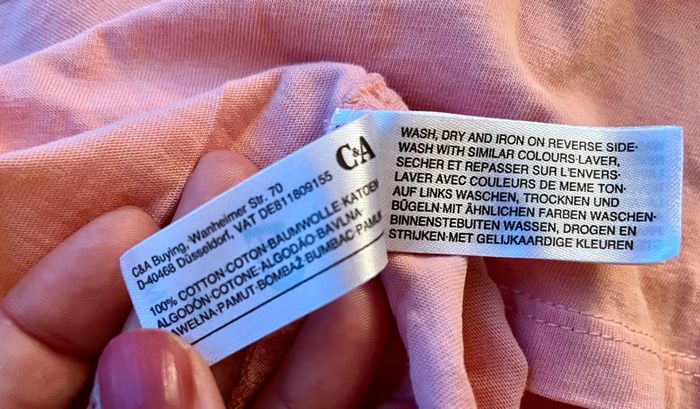 C&A
C&A Buying, Wanheimer Str. 70
D-40468 Düsseldorf, VAT DE811809155
100% COTTON·COTON·BAUMWOLLE·KATOEN
ALGODÓN·COTONE·ALGODÃO·BAVLNA·
BAWEŁNA·PAMUT·BOMBAŽ BUMBAC·PAMUK
WASH, DRY AND IRON ON REVERSE SIDE·
WASH WITH SIMILAR COLOURS·LAVER,
SECHER ET REPASSER SUR L'ENVERS·
LAVER AVEC COULEURS DE MEME TON·
AUF LINKS WASCHEN, TROCKNEN UND
BÜGELN·MIT ÄHNLICHEN FARBEN WASCHEN·
BINNENSTEBUITEN WASSEN, DROGEN EN
STRIJKEN·MET GELIJKAARDIGE KLEUREN